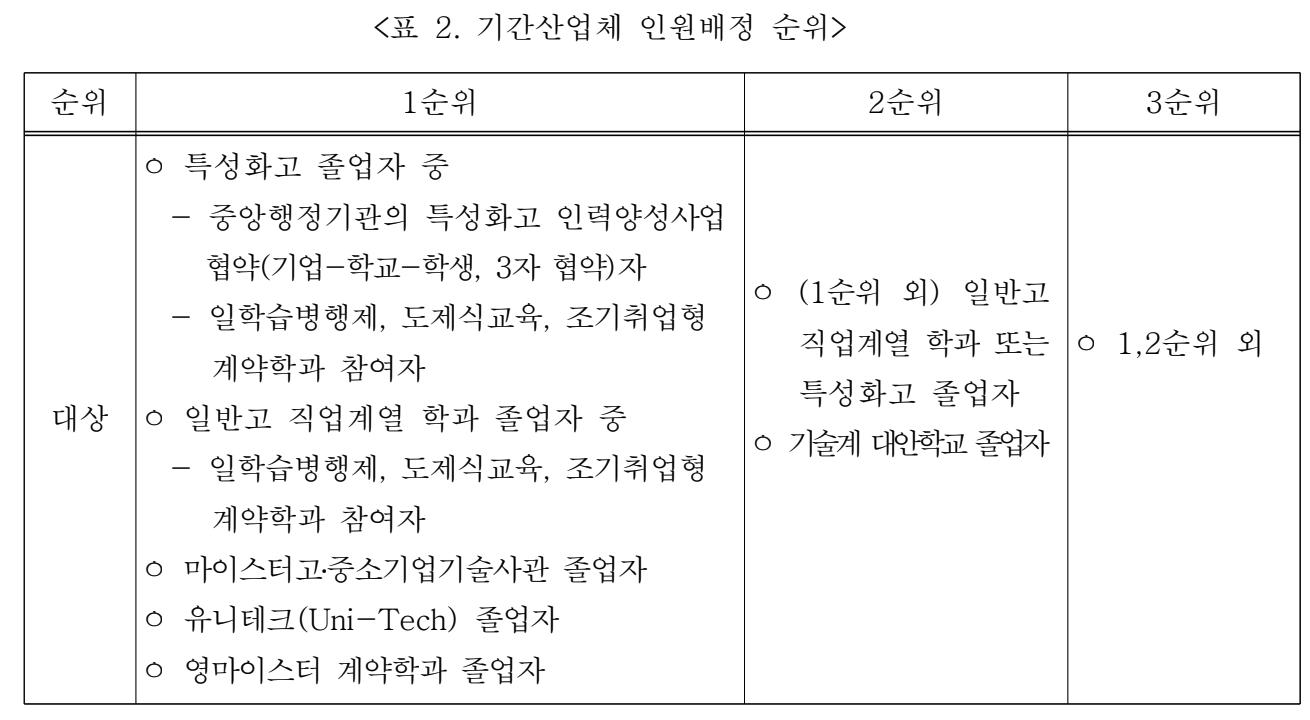 <표 2. 기간산업체 인원배정 순위>
순위
1순위
2순위
3순위
대상
ㅇ 특성화고 졸업자 중
- 중앙행정기관의 특성화고 인력양성사업
협약(기업-학교-학생, 3자 협약)자
- 일학습병행제, 도제식교육, 조기취업형
계약학과 참여자
ㅇ 일반고 직업계열 학과 졸업자 중
- 일학습병행제, 도제식교육, 조기취업형
계약학과 참여자
ㅇ 마이스터고·중소기업기술사관 졸업자
ㅇ 유니테크(Uni-Tech) 졸업자
ㅇ 영마이스터 계약학과 졸업자
ㅇ (1순위 외) 일반고
직업계열 학과 또는
특성화고 졸업자
ㅇ 기술계 대안학교 졸업자
ㅇ 1,2순위 외